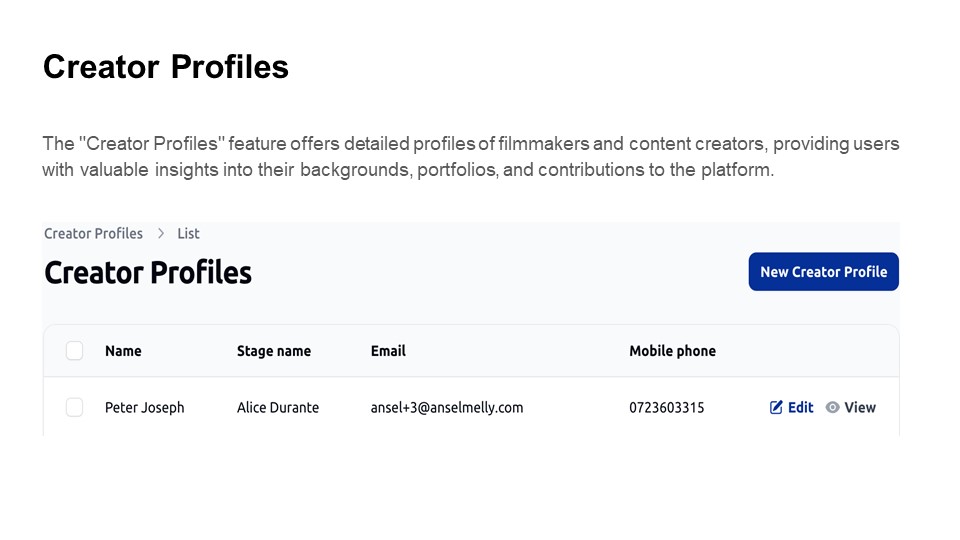 Creator Profiles
The "Creator Profiles" feature offers detailed profiles of filmmakers and content creators, providing users
with valuable insights into their backgrounds, portfolios, and contributions to the platform.
Creator Profiles > List
Creator Profiles
New Creator Profile
Name Stage name Email Mobile phone
Peter Joseph Alice Durante ansel+3@anselmelly.com 0723603315 Edit View